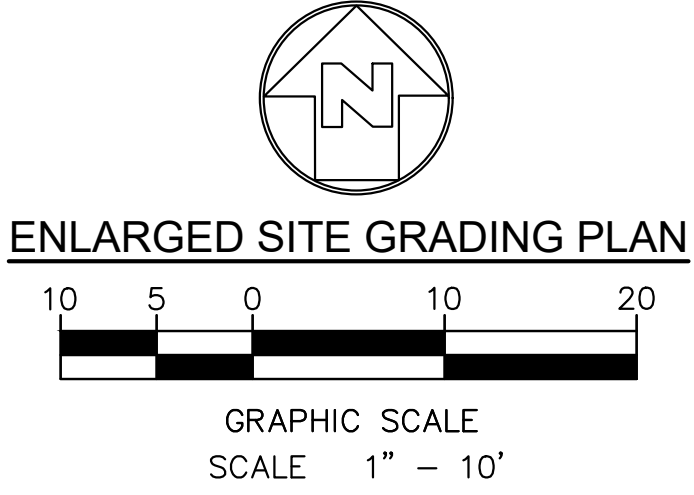 N
ENLARGED SITE GRADING PLAN
10 5 0 10 20
GRAPHIC SCALE
SCALE 1" - 10'